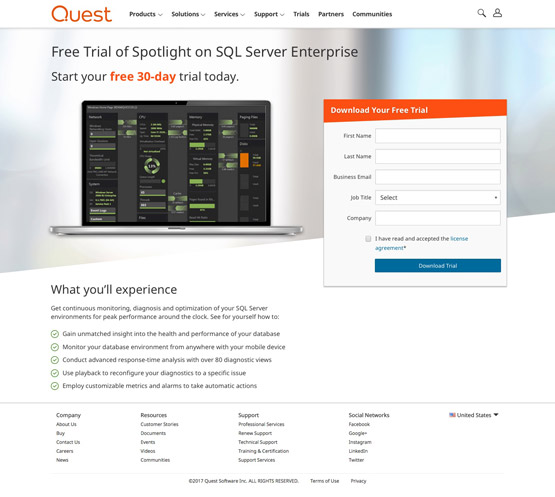 Quest
Products Solutions Services Support Trials Partners Communities
Free Trial of Spotlight on SQL Server Enterprise
Start your free 30-day trial today.
Network
CPU
Memory
Paging Files
Disks
System
Download Your Free Trial
First Name
Last Name
Business Email
Job Title Select
Company
I have read and accepted the license
agreement*
Download Trial
What you'll experience
Get continuous monitoring, diagnosis and optimization of your SQL Server
environments for peak performance around the clock. See for yourself how to:
Gain unmatched insight into the health and performance of your database
Monitor your database environment from anywhere with your mobile device
Conduct advanced response-time analysis with over 80 diagnostic views
Use playback to reconfigure your diagnostics to a specific issue
Employ customizable metrics and alarms to take automatic actions
Company
About Us
Buy
Contact Us
Careers
News
Resources
Customer Stories
Documents
Events
Videos
Communities
Support
Professional Services
Renew Support
Technical Support
Training & Certification
Support Services
Social Networks
Facebook
Google+
Instagram
LinkedIn
Twitter
United States
©2017 Quest Software Inc. ALL RIGHTS RESERVED. Terms of Use Privacy